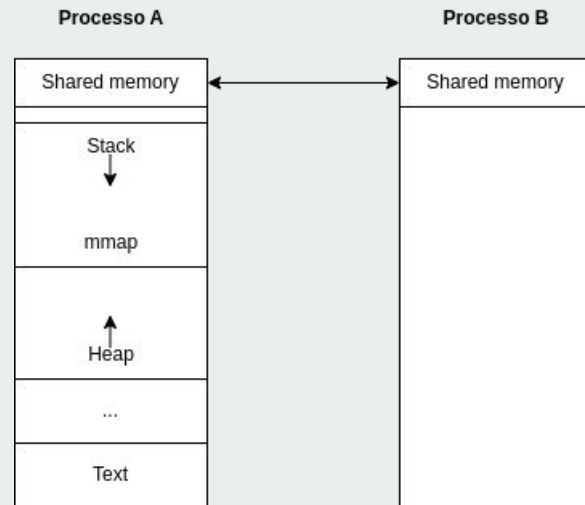 Processo A
Processo B
Shared memory
Shared memory
Stack
mmap
Heap
...
Text